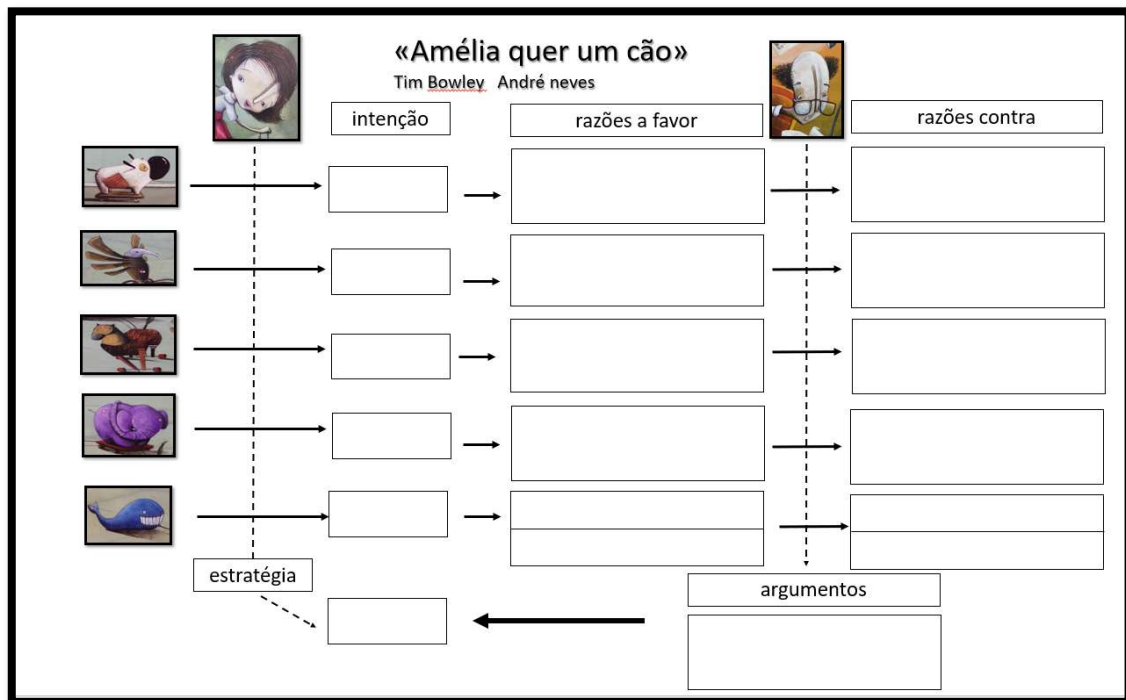 «Amélia quer um cão»
Tim Bowley André neves
intenção
razões a favor
razões contra
estratégia
argumentos